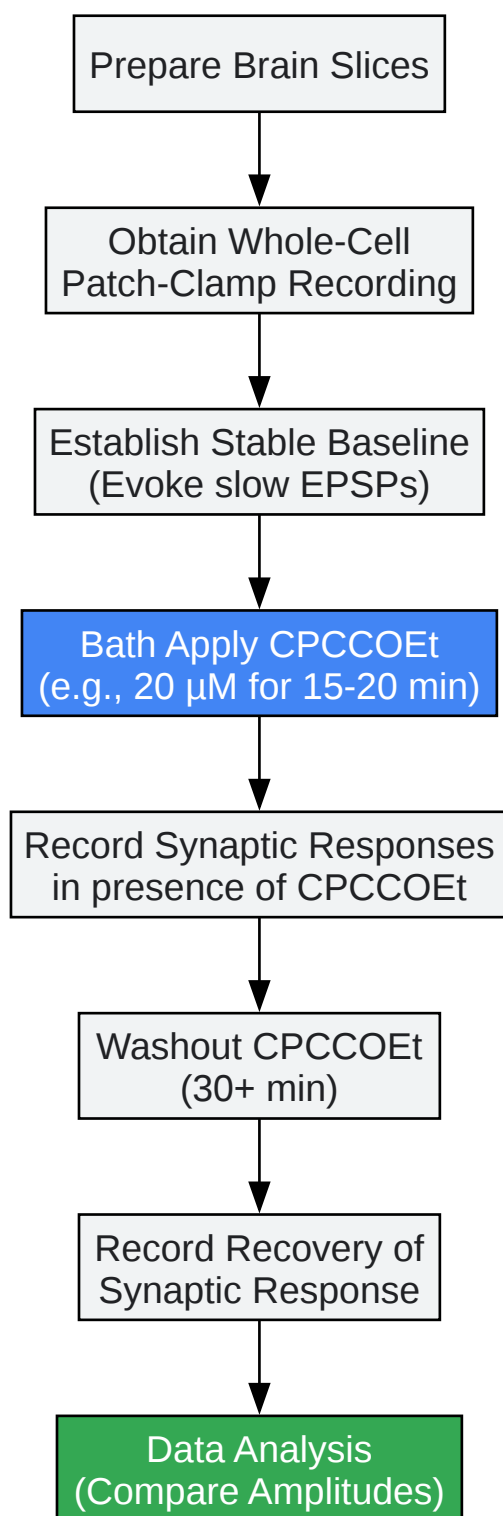 Prepare Brain Slices
Obtain Whole-Cell
Patch-Clamp Recording
Establish Stable Baseline
(Evoke slow EPSPs)
Bath Apply CPCCOEt
(e.g., 20 µM for 15-20 min)
Record Synaptic Responses
in presence of CPCCOEt
Washout CPCCOEt
(30+ min)
Record Recovery of
Synaptic Response
Data Analysis
(Compare Amplitudes)